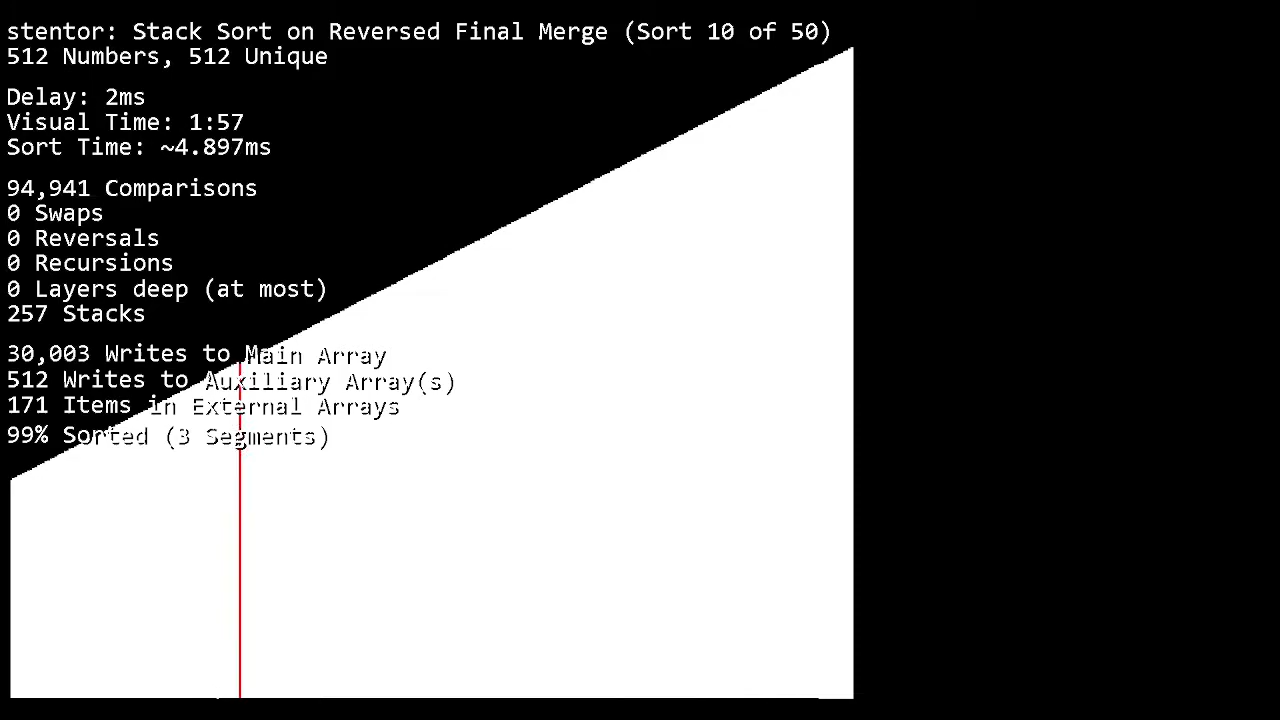 stentor: Stack Sort on Reversed Final Merge (Sort 10 of 50)
512 Numbers, 512 Unique
Delay: 2ms
Visual Time: 1:57
Sort Time: ~4.897ms
94,941 Comparisons
0 Swaps
0 Reversals
0 Recursions
0 Layers deep (at most)
257 Stacks
30,003 Writes to Main Array
512 Writes to Auxiliary Array(s)
171 Items in External Arrays
99% Sorted (3 Segments)